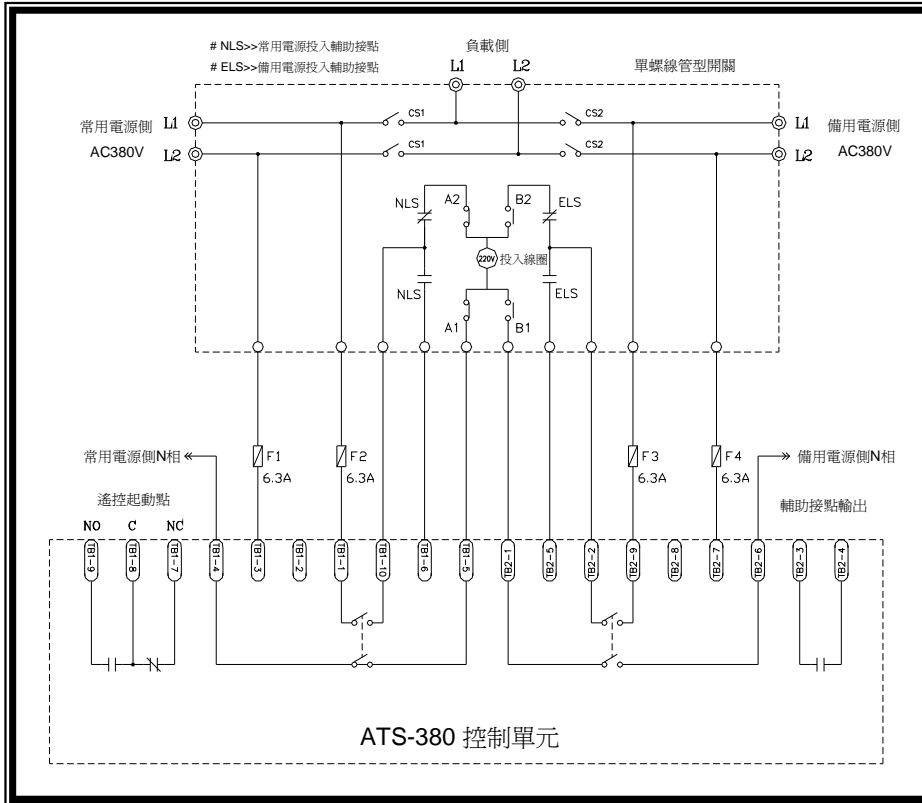 # NLS>>常用電源投入輔助接點
# ELS>>備用電源投入輔助接點
負載側
L1 L2
單螺線管型開關
常用電源側
AC380V
L1
L2
CS1
CS1
CS2
CS2
L1
L2
備用電源側
AC380V
NLS
A2
B2
ELS
220V
投入線圈
NLS
A1
B1
ELS
常用電源側N相
F1
6.3A
F2
6.3A
F3
6.3A
F4
6.3A
備用電源側N相
遙控起動點
NO C NC
輔助接點輸出
TB1-9
TB1-8
TB1-7
TB1-4
TB1-3
TB1-2
TB1-1
TB1-10
TB1-6
TB1-5
TB2-1
TB2-5
TB2-2
TB2-9
TB2-8
TB2-7
TB2-6
TB2-3
TB2-4
ATS-380 控制單元